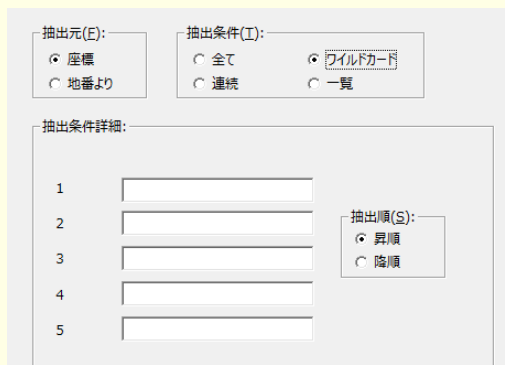 抽出元(F):
座標
地番より
抽出条件(T):
全て
ワイルドカード
連続
一覧
抽出条件詳細:
1
2
3
4
5
抽出順(S):
昇順
降順